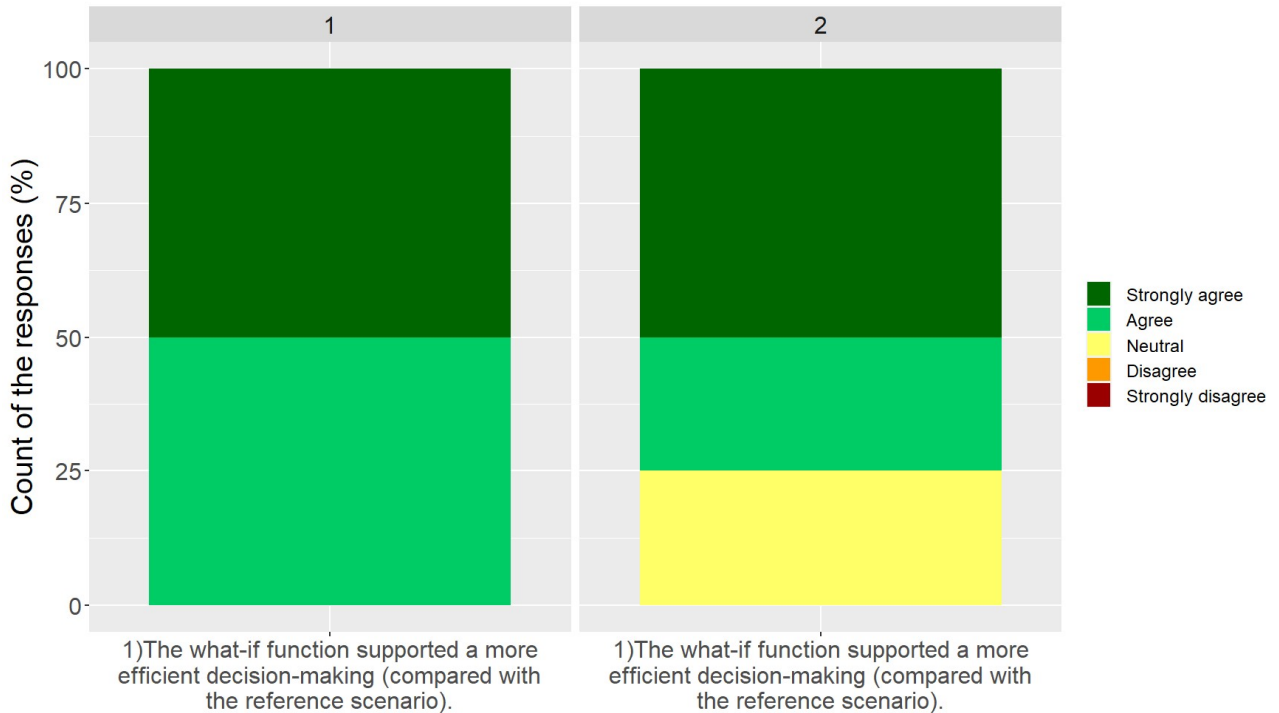 1
2
Count of the responses (%)
100
75
50
25
0
1)The what-if function supported a more
efficient decision-making (compared with
the reference scenario).
1)The what-if function supported a more
efficient decision-making (compared with
the reference scenario).
Strongly agree
Agree
Neutral
Disagree
Strongly disagree